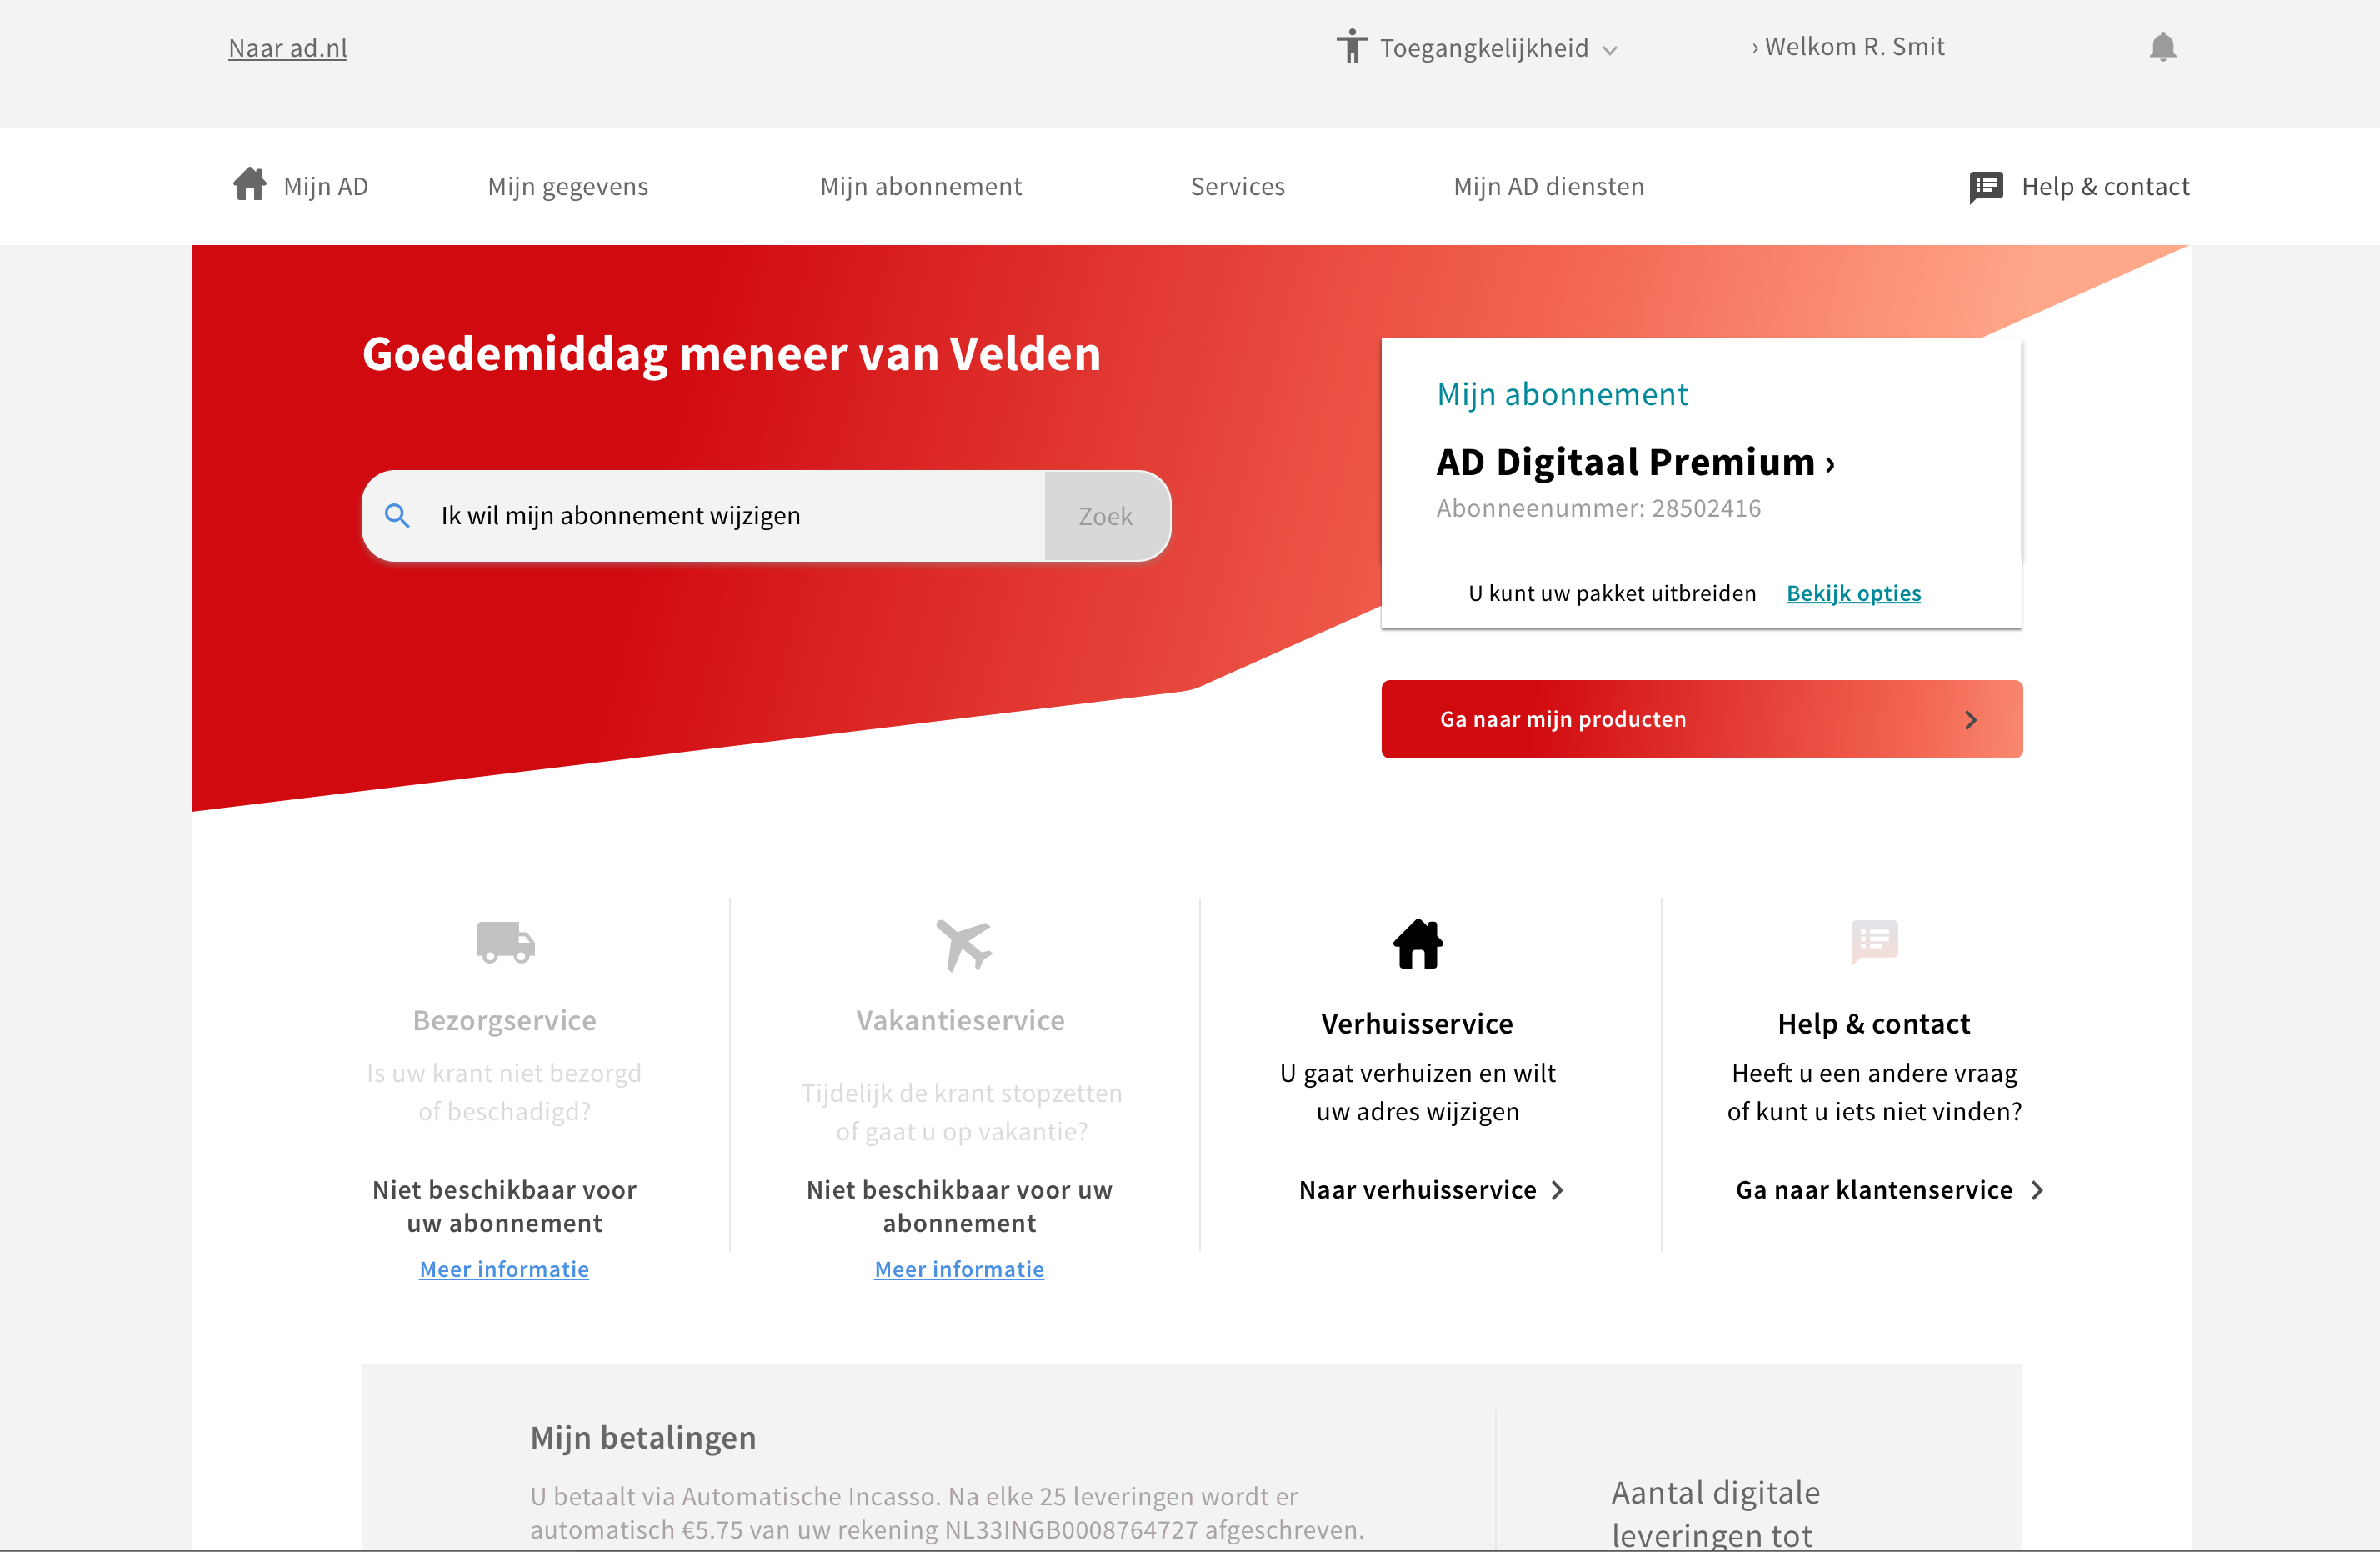 Naar ad.nl
Toegangkelijkheid
› Welkom R. Smit
Mijn AD
Mijn gegevens
Mijn abonnement
Services
Mijn AD diensten
Help & contact
Goedemiddag meneer van Velden
Ik wil mijn abonnement wijzigen
Zoek
Mijn abonnement
AD Digitaal Premium ›
Abonneenummer: 28502416
U kunt uw pakket uitbreiden
Bekijk opties
Ga naar mijn producten
Bezorgservice
Is uw krant niet bezorgd
of beschadigd?
Niet beschikbaar voor
uw abonnement
Meer informatie
Vakantieservice
Tijdelijk de krant stopzetten
of gaat u op vakantie?
Niet beschikbaar voor uw
abonnement
Meer informatie
Verhuisservice
U gaat verhuizen en wilt
uw adres wijzigen
Naar verhuisservice
Help & contact
Heeft u een andere vraag
of kunt u iets niet vinden?
Ga naar klantenservice
Mijn betalingen
U betaalt via Automatische Incasso. Na elke 25 leveringen wordt er
automatisch €5.75 van uw rekening NL33INGB0008764727 afgeschreven.
Aantal digitale
leveringen tot